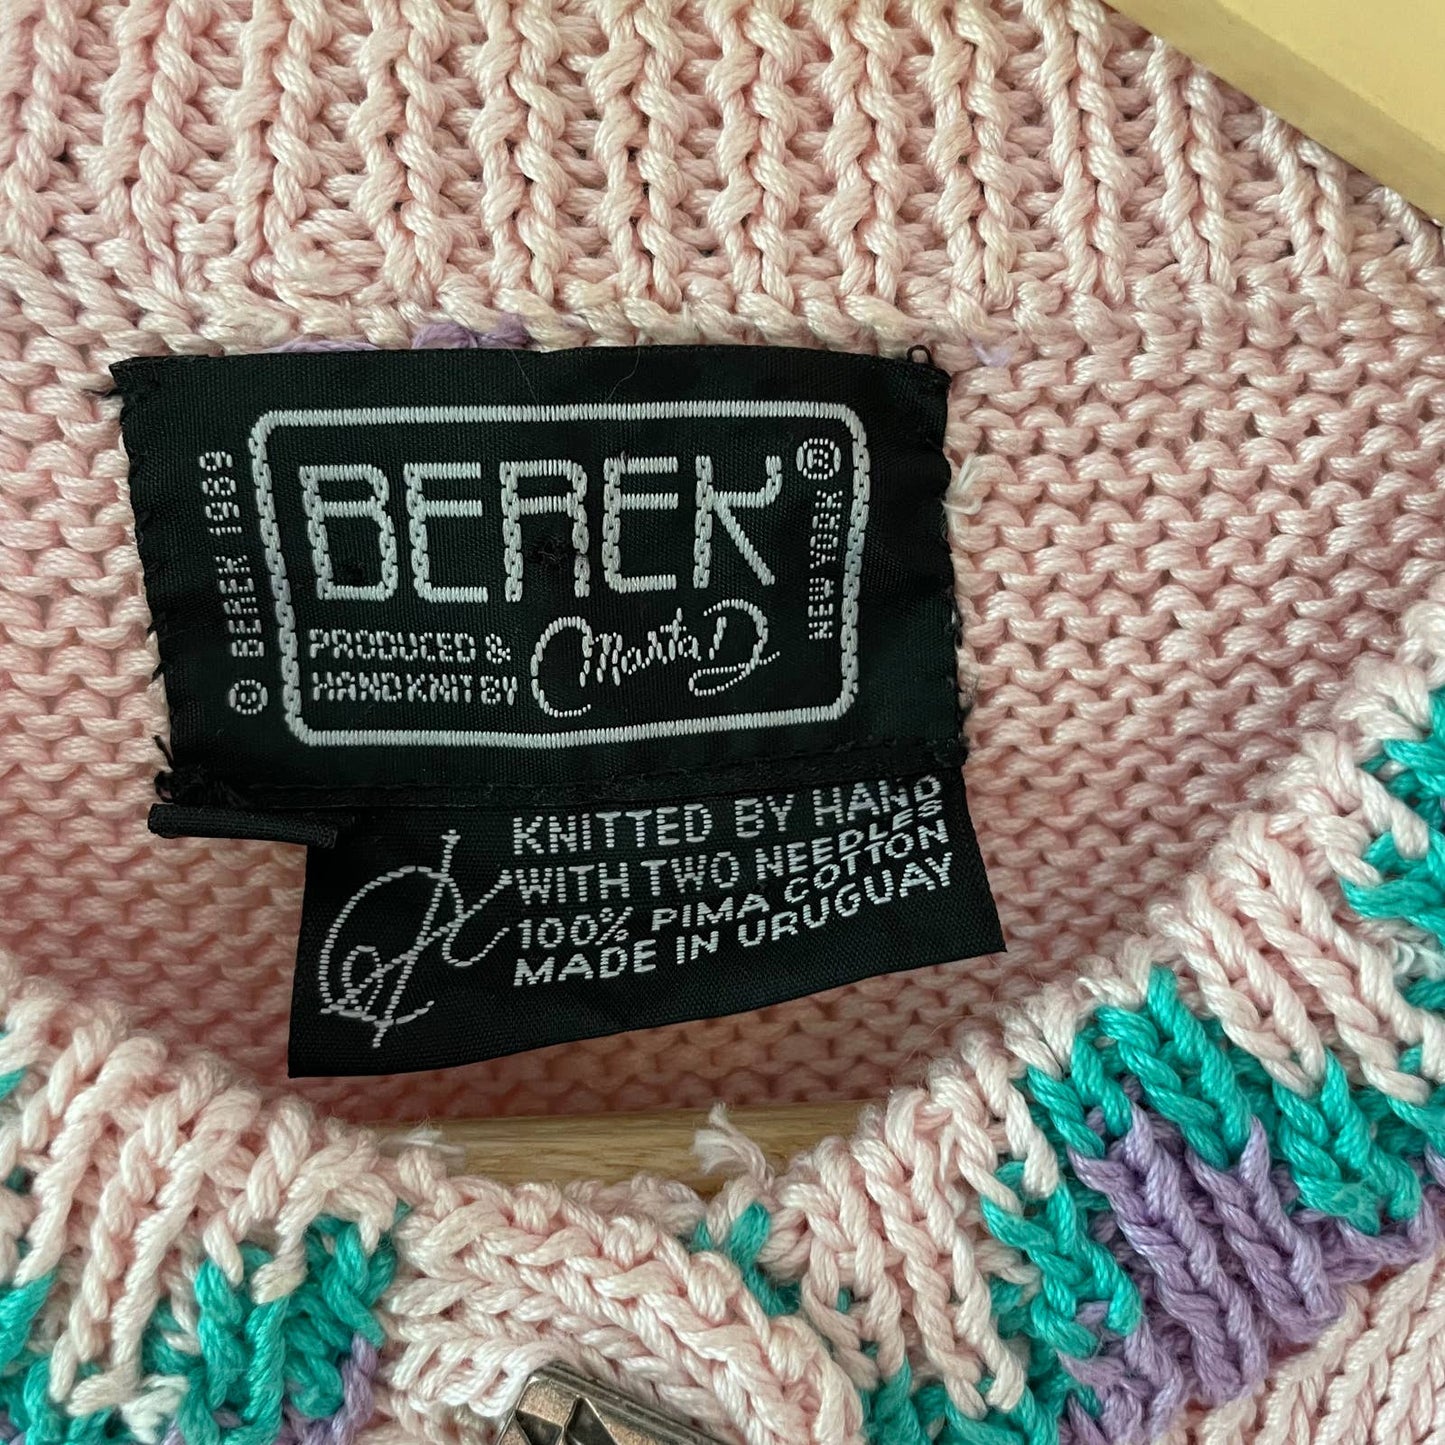 © BEREK 1989
BEREK ®
NEW YORK
PRODUCED &
HAND KNIT BY
Marta D
KNITTED BY HAND
WITH TWO NEEDLES
100% PIMA COTTON
MADE IN URUGUAY